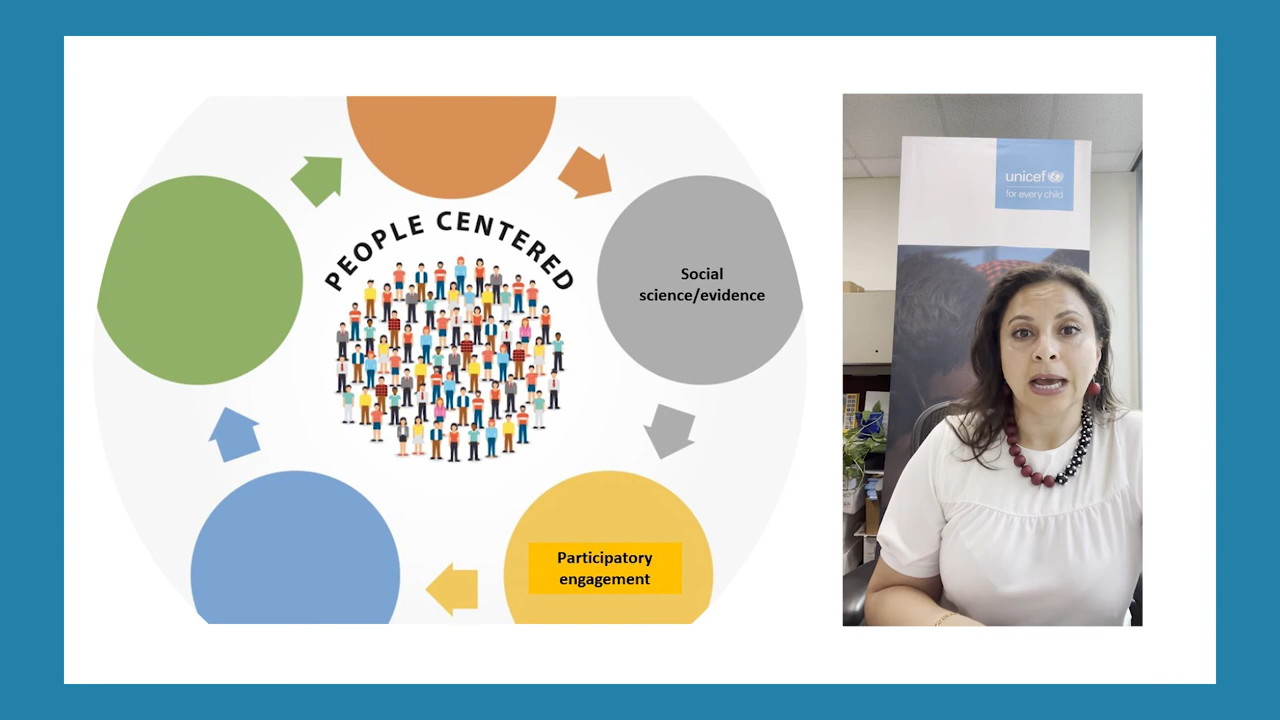 PEOPLE CENTERED
Social
science/evidence
Participatory
engagement
unicef
for every child